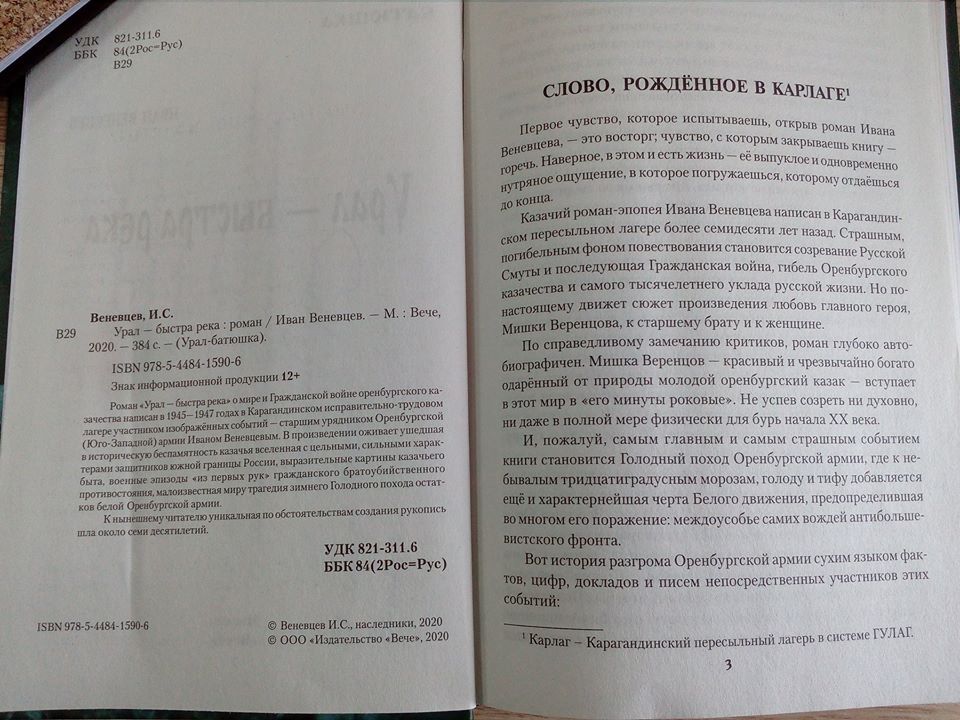 УДК 821-311.6
ББК 84(2Рос=Рус)
В29
Веневцев, И.С.
В29 Урал — быстра река : роман / Иван Веневцев. — М. : Вече,
2020. — 384 с. — (Урал-батюшка).
ISBN 978-5-4484-1590-6
Знак информационной продукции 12+
Роман «Урал — быстра река» о мире и Гражданской войне оренбургского ка-
зачества написан в 1945—1947 годах в Карагандинском исправительно-трудовом
лагере участником изображённых событий — старшим урядником Оренбургской
(Юго-Западной) армии Иваном Веневцевым. В произведении оживает ушедшая
в историческую беспамятность казачья вселенная с цельными, сильными харак-
терами защитников южной границы России, выразительные картины казачьего
быта, военные эпизоды «из первых рук» гражданского братоубийственного
противостояния, малоизвестная миру трагедия зимнего Голодного похода остат-
ков белой Оренбургской армии.
К нынешнему читателю уникальная по обстоятельствам создания рукопись
шла около семи десятилетий.
УДК 821-311.6
ББК 84(2Рос=Рус)
ISBN 978-5-4484-1590-6
© Веневцев И.С., наследники, 2020
© ООО «Издательство «Вече», 2020
СЛОВО, РОЖДЁННОЕ В КАРЛАГЕ¹
Первое чувство, которое испытываешь, открыв роман Ивана
Веневцева, — это восторг; чувство, с которым закрываешь книгу —
горечь. Наверное, в этом и есть жизнь — её выпуклое и одновременно
нутряное ощущение, в которое погружаешься, которому отдаёшься
до конца.
Казачий роман-эпопея Ивана Веневцева написан в Карагандин-
ском пересыльном лагере более семидесяти лет назад. Страшным,
погибельным фоном повествования становится созревание Русской
Смуты и последующая Гражданская война, гибель Оренбургского
казачества и самого тысячелетнего уклада русской жизни. Но по-
настоящему движет сюжет произведения любовь главного героя,
Мишки Веренцова, к старшему брату и к женщине.
По справедливому замечанию критиков, роман глубоко авто-
биографичен. Мишка Веренцов — красивый и чрезвычайно богато
одарённый от природы молодой оренбургский казак — вступает
в этот мир в «его минуты роковые». Не успев созреть ни духовно,
ни даже в полной мере физически для бурь начала XX века.
И, пожалуй, самым главным и самым страшным событием
книги становится Голодный поход Оренбургской армии, где к не-
бывалым тридцатиградусным морозам, голоду и тифу добавляется
ещё и характернейшая черта Белого движения, предопределившая
во многом его поражение: междоусобье самих вождей антибольше-
вистского фронта.
Вот история разгрома Оренбургской армии сухим языком фак-
тов, цифр, докладов и писем непосредственных участников этих
событий:
¹ Карлаг – Карагандинский пересыльный лагерь в системе ГУЛАГ.
3